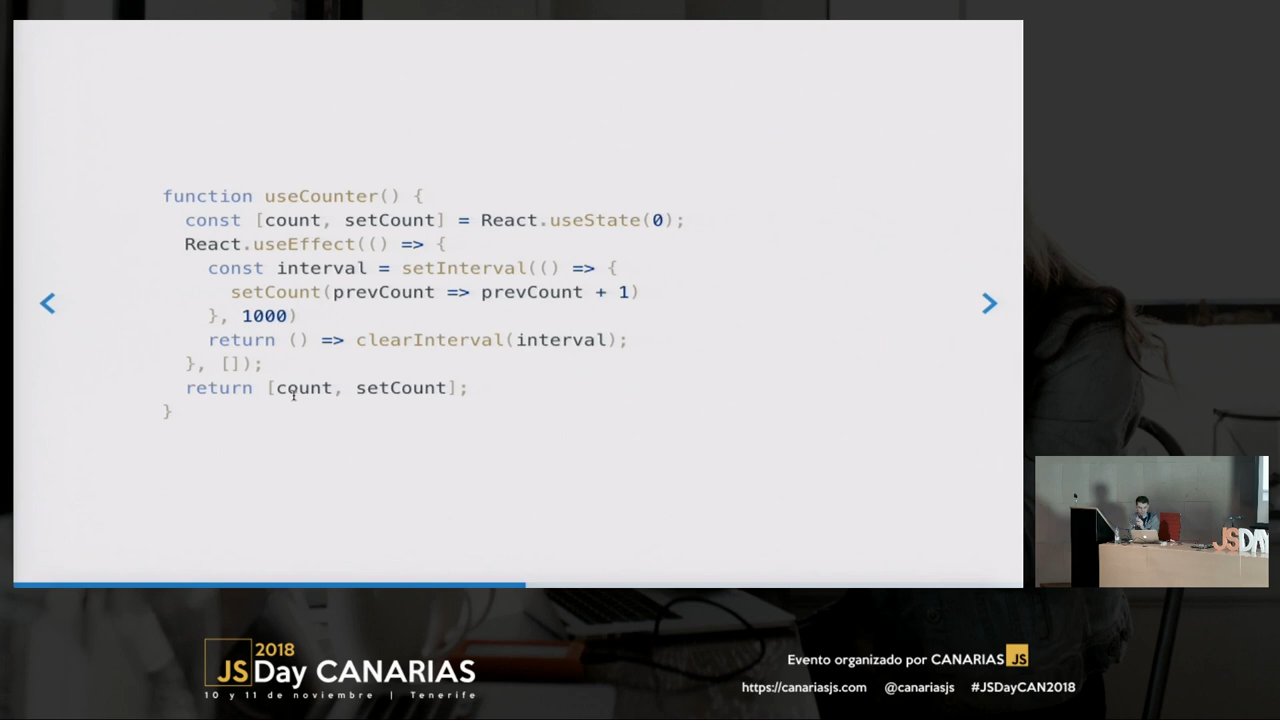 function useCounter() {
  const [count, setCount] = React.useState(0);
  React.useEffect(() => {
    const interval = setInterval(() => {
      setCount(prevCount => prevCount + 1)
    }, 1000)
    return () => clearInterval(interval);
  }, []);
  return [count, setCount];
}
JSDAY
2018
JSDay CANARIAS
10 y 11 de noviembre | Tenerife
Evento organizado por CANARIAS JS
https://canariasjs.com @canariasjs #JSDayCAN2018